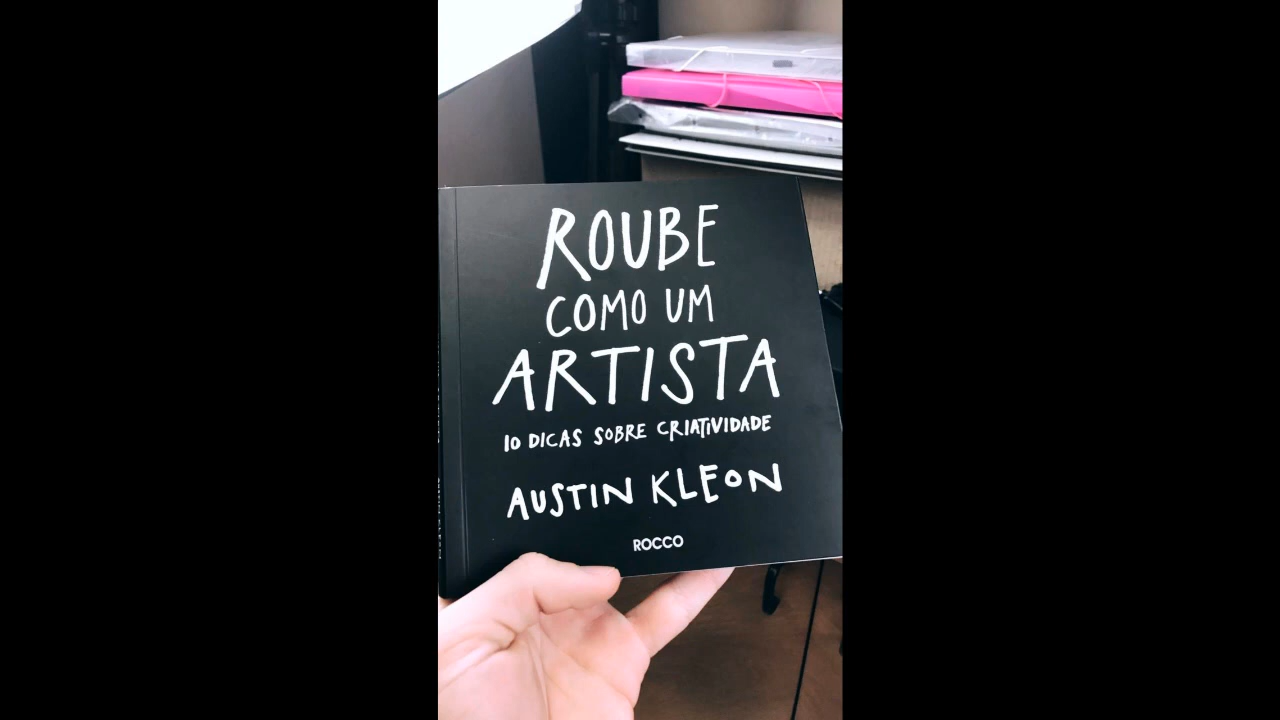 ROUBE
COMO UM
ARTISTA
10 DICAS SOBRE CRIATIVIDADE
AUSTIN KLEON
ROCCO